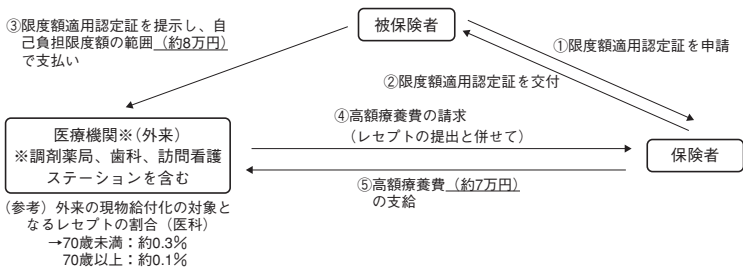 ③限度額適用認定証を提示し、自
己負担限度額の範囲（約8万円）
で支払い
被保険者
①限度額適用認定証を申請
②限度額適用認定証を交付
④高額療養費の請求
（レセプトの提出と併せて）
医療機関※（外来）
※調剤薬局、歯科、訪問看護
ステーションを含む
保険者
⑤高額療養費（約7万円）
の支給
（参考）外来の現物給付化の対象と
なるレセプトの割合（医科）
→70歳未満：約0.3％
70歳以上：約0.1％